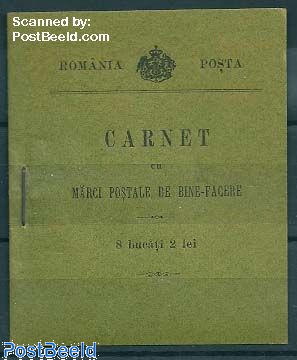 Scanned by:
PostBeeld.com
ROMÂNIA POȘTA
CARNET
cu
MĂRCI POȘTALE DE BINE-FACERE
8 bucăți 2 lei
PostBeeld